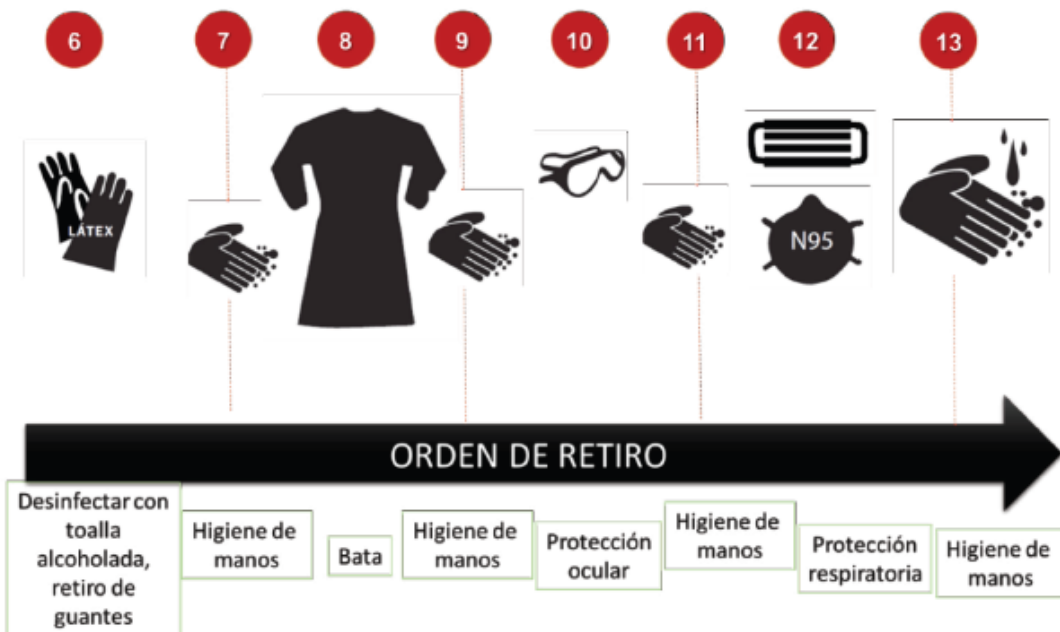 6
7
8
9
10
11
12
13
LÁTEX
N95
ORDEN DE RETIRO
Desinfectar con
toalla
alcoholada,
retiro de
guantes
Higiene de
manos
Bata
Higiene de
manos
Protección
ocular
Higiene de
manos
Protección
respiratoria
Higiene de
manos